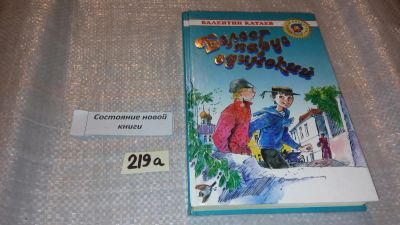 ВАЛЕНТИН КАТАЕВ
Белеет
парус
одинокий
Состояние новой
книги
219а